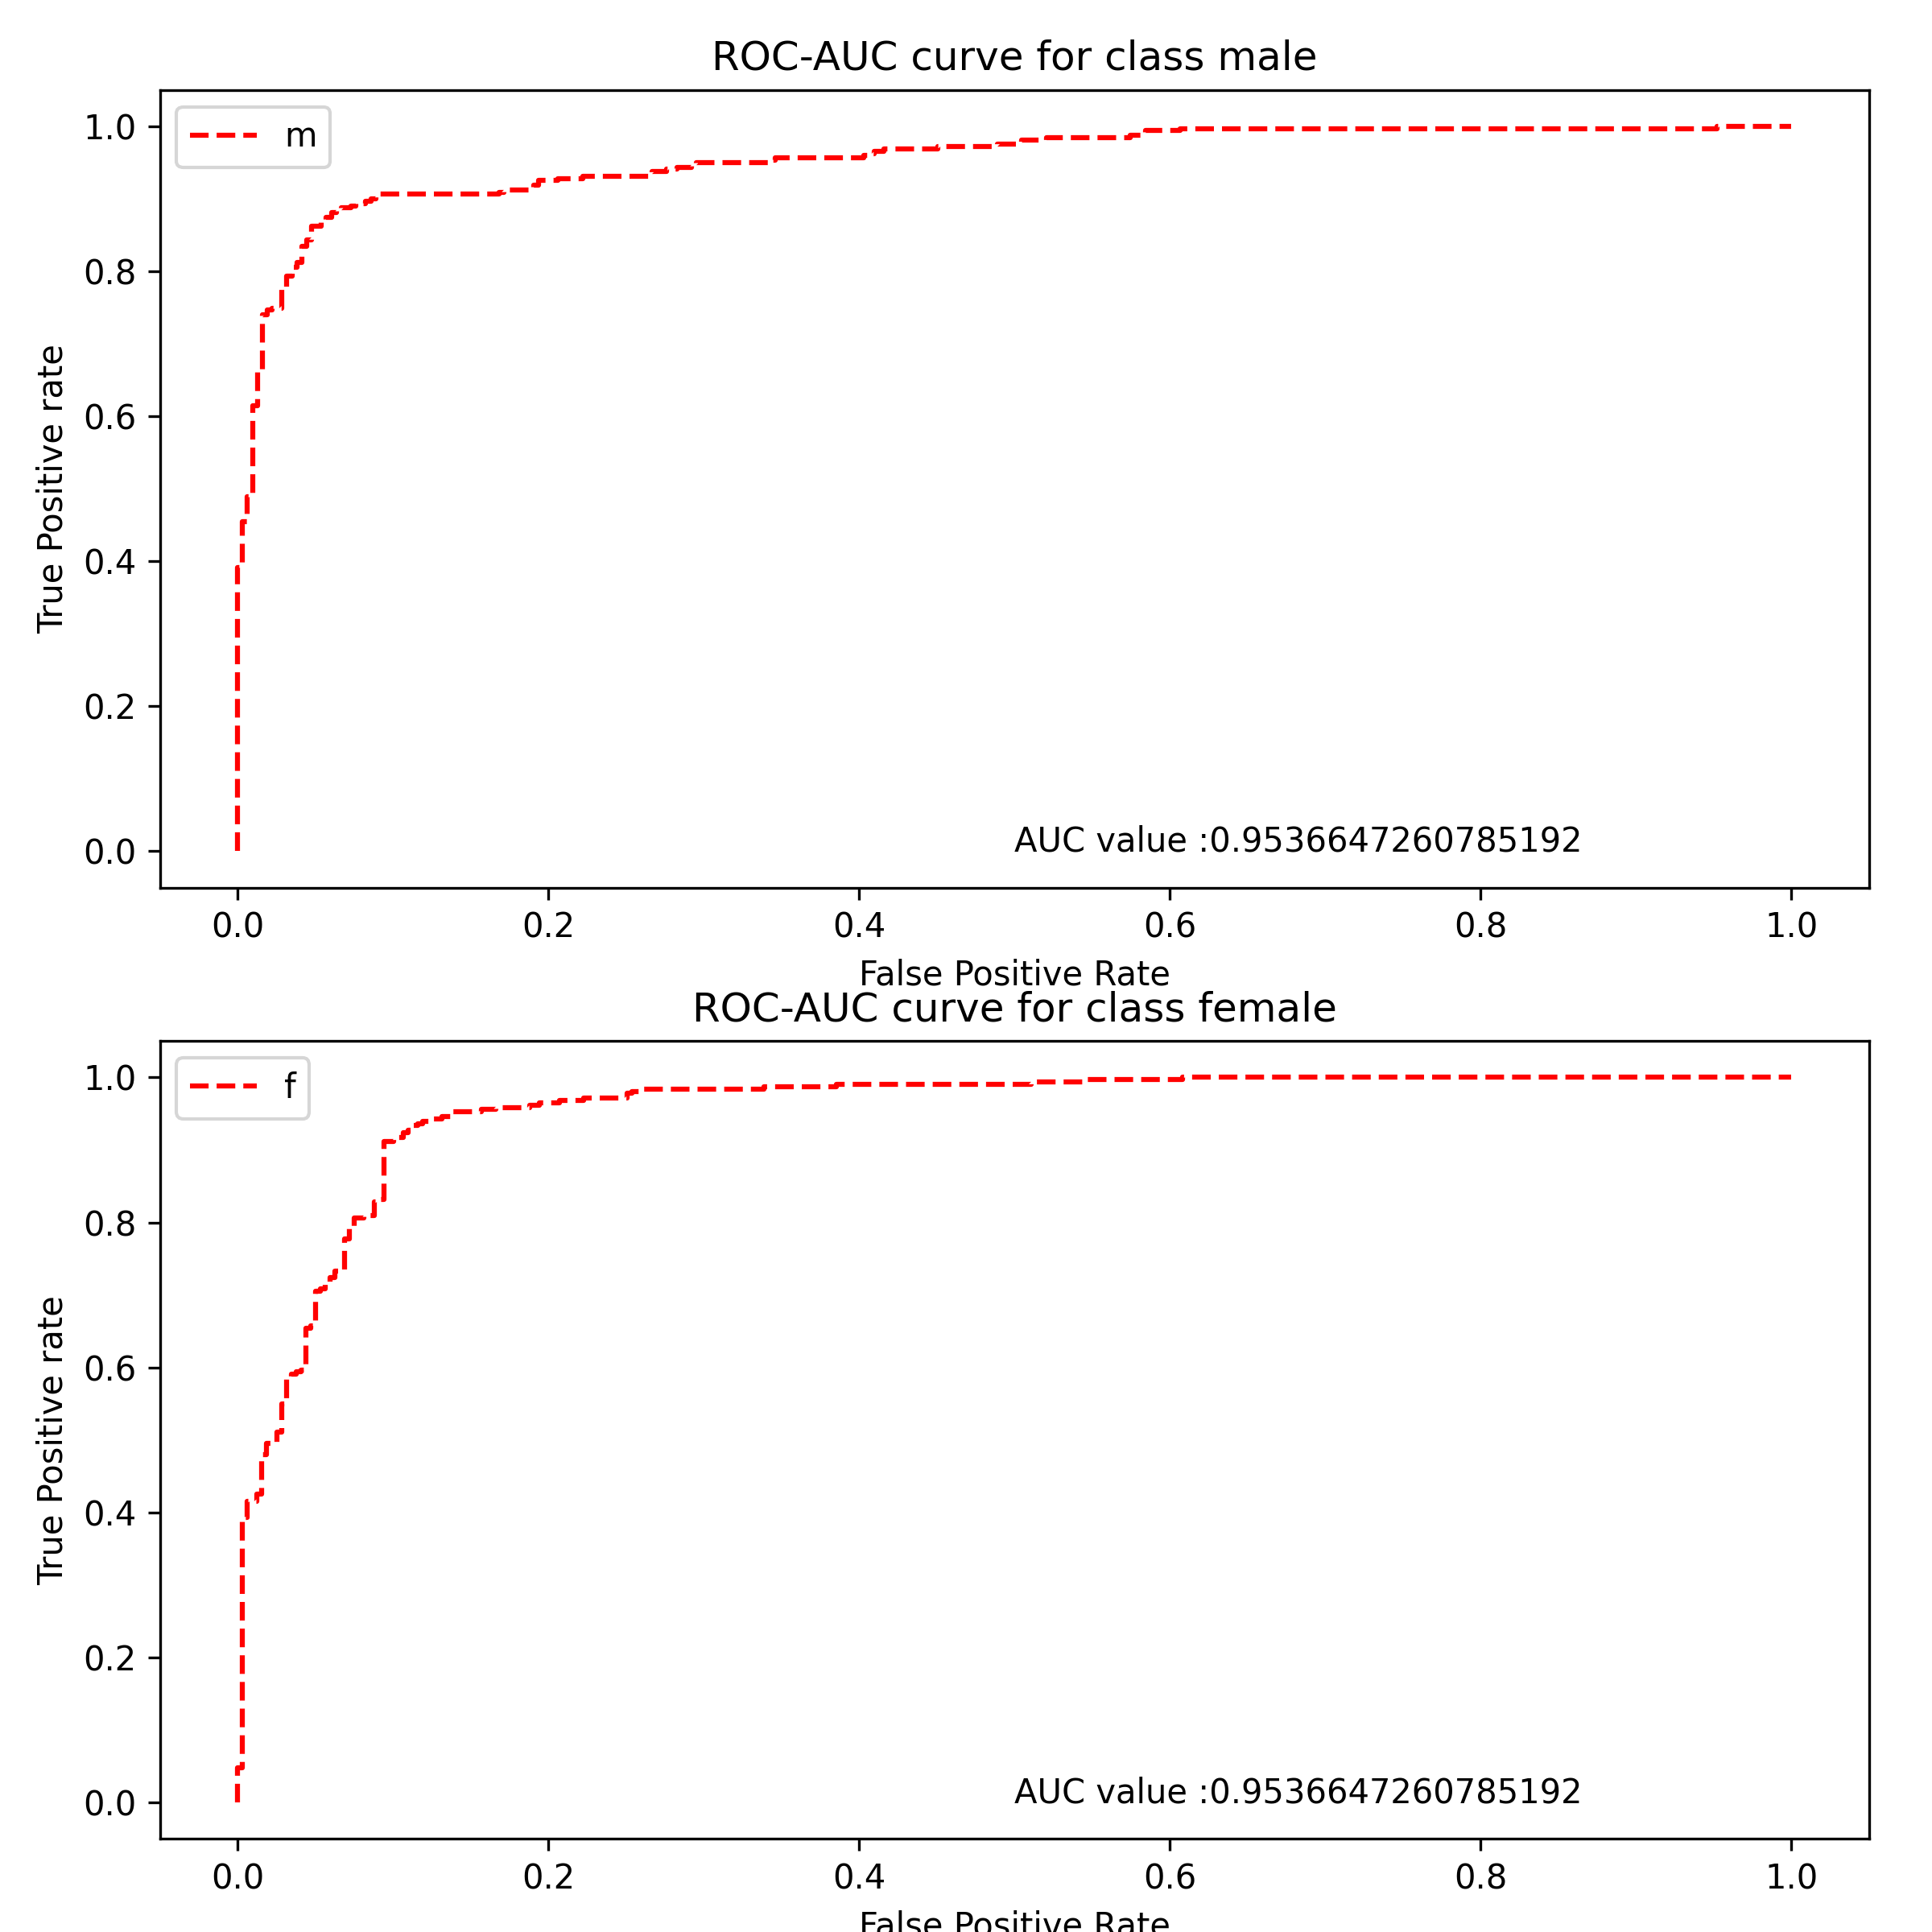 ROC-AUC curve for class male
m
1.0
0.8
0.6
0.4
0.2
0.0
True Positive rate
AUC value :0.9536647260785192
0.0 0.2 0.4 0.6 0.8 1.0
False Positive Rate
ROC-AUC curve for class female
f
1.0
0.8
0.6
0.4
0.2
0.0
True Positive rate
AUC value :0.9536647260785192
0.0 0.2 0.4 0.6 0.8 1.0
False Positive Rate